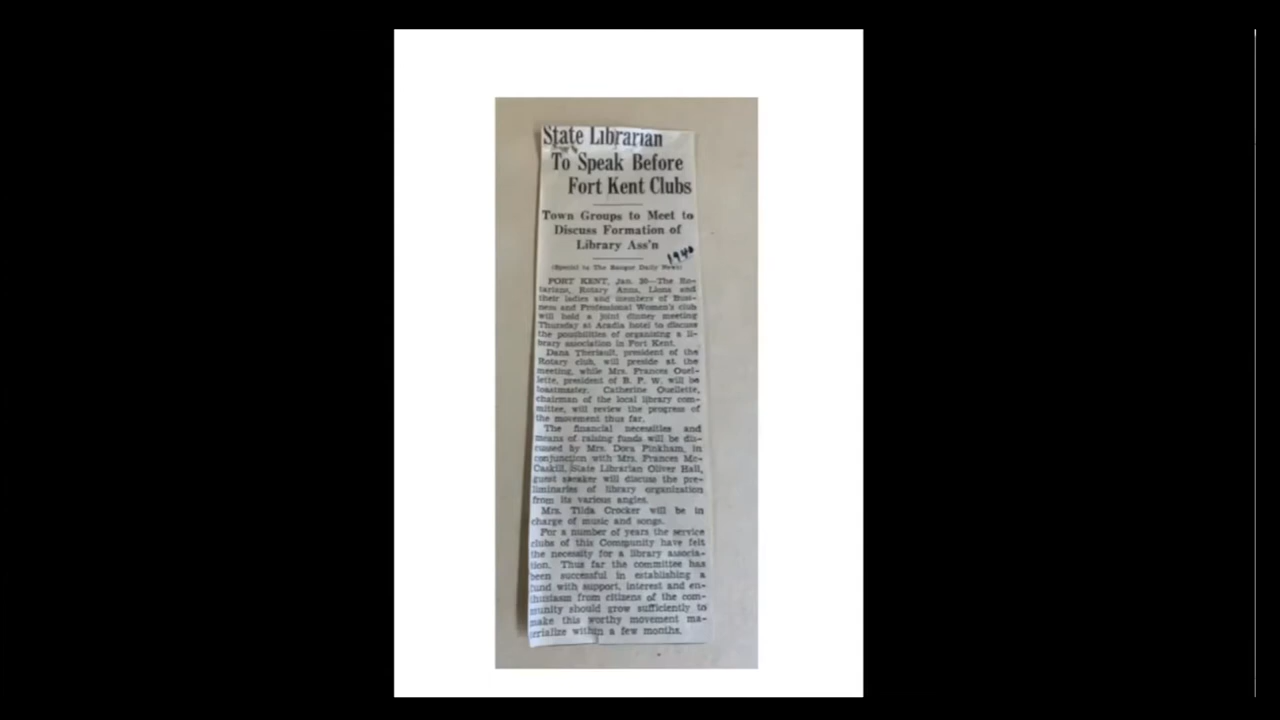 State Librarian
To Speak Before
Fort Kent Clubs
Town Groups to Meet to
Discuss Formation of
Library Ass'n
1940
(Special to The Bangor Daily News)
FORT KENT, Jan. 30—The Ro-
tarians, Rotary Anns, Lions and
their ladies and members of Busi-
ness and Professional Women's club
will hold a joint dinner meeting
Thursday at Acadia hotel to discuss
the possibilities of organizing a li-
brary association in Fort Kent.
Dana Theriault, president of the
Rotary club, will preside at the
meeting, while Mrs. Frances Ouel-
lette, president of B. P. W. will be
toastmaster. Catherine Ouellette,
chairman of the local library com-
mittee, will review the progress of
the movement thus far.
The financial necessities and
means of raising funds will be dis-
cussed by Mrs. Dora Pinkham, in
conjunction with Mrs. Frances Mc-
Caskill. State Librarian Oliver Hall,
guest speaker will discuss the pre-
liminaries of library organization
from its various angles.
Mrs. Tilda Crocker will be in
charge of music and songs.
For a number of years the service
clubs of this Community have felt
the necessity for a library associa-
tion. Thus far the committee has
been successful in establishing a
fund with support, interest and en-
thusiasm from citizens of the com-
munity should grow sufficiently to
make this worthy movement ma-
terialize within a few months.